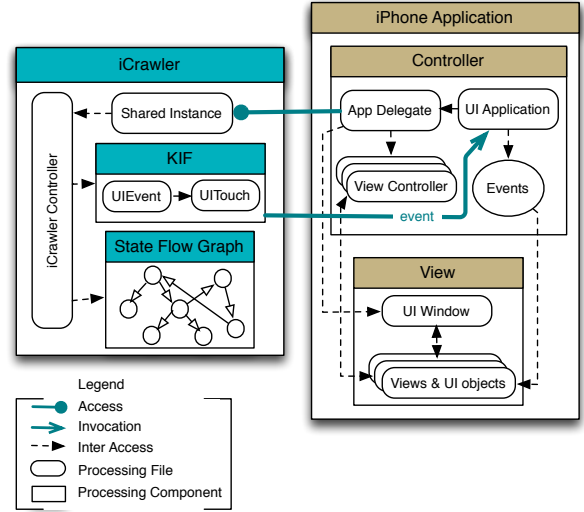 iPhone Application
iCrawler
Controller
Shared Instance
App Delegate
UI Application
KIF
UIEvent
UITouch
View Controller
Events
event
iCrawler Controller
State Flow Graph
View
UI Window
Views & UI objects
Legend
Access
Invocation
Inter Access
Processing File
Processing Component